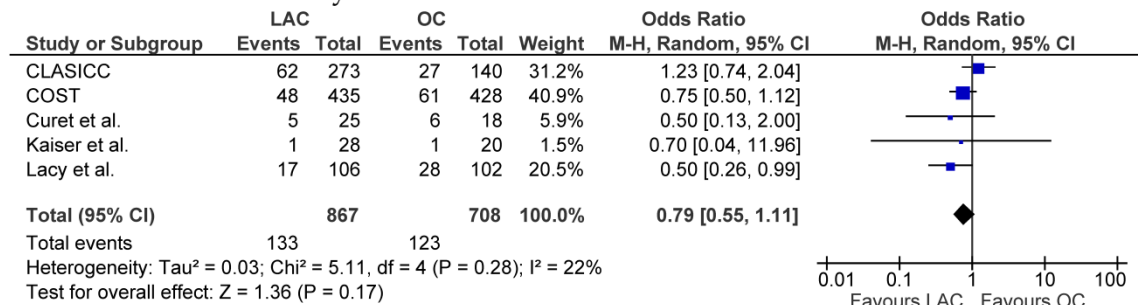 LAC OC Odds Ratio Odds Ratio
Study or Subgroup Events Total Events Total Weight M-H, Random, 95% CI M-H, Random, 95% CI
CLASICC 62 273 27 140 31.2% 1.23 [0.74, 2.04]
COST 48 435 61 428 40.9% 0.75 [0.50, 1.12]
Curet et al. 5 25 6 18 5.9% 0.50 [0.13, 2.00]
Kaiser et al. 1 28 1 20 1.5% 0.70 [0.04, 11.96]
Lacy et al. 17 106 28 102 20.5% 0.50 [0.26, 0.99]
Total (95% CI) 867 708 100.0% 0.79 [0.55, 1.11]
Total events 133 123
Heterogeneity: Tau² = 0.03; Chi² = 5.11, df = 4 (P = 0.28); I² = 22%
Test for overall effect: Z = 1.36 (P = 0.17)
0.01 0.1 1 10 100
Favours LAC Favours OC